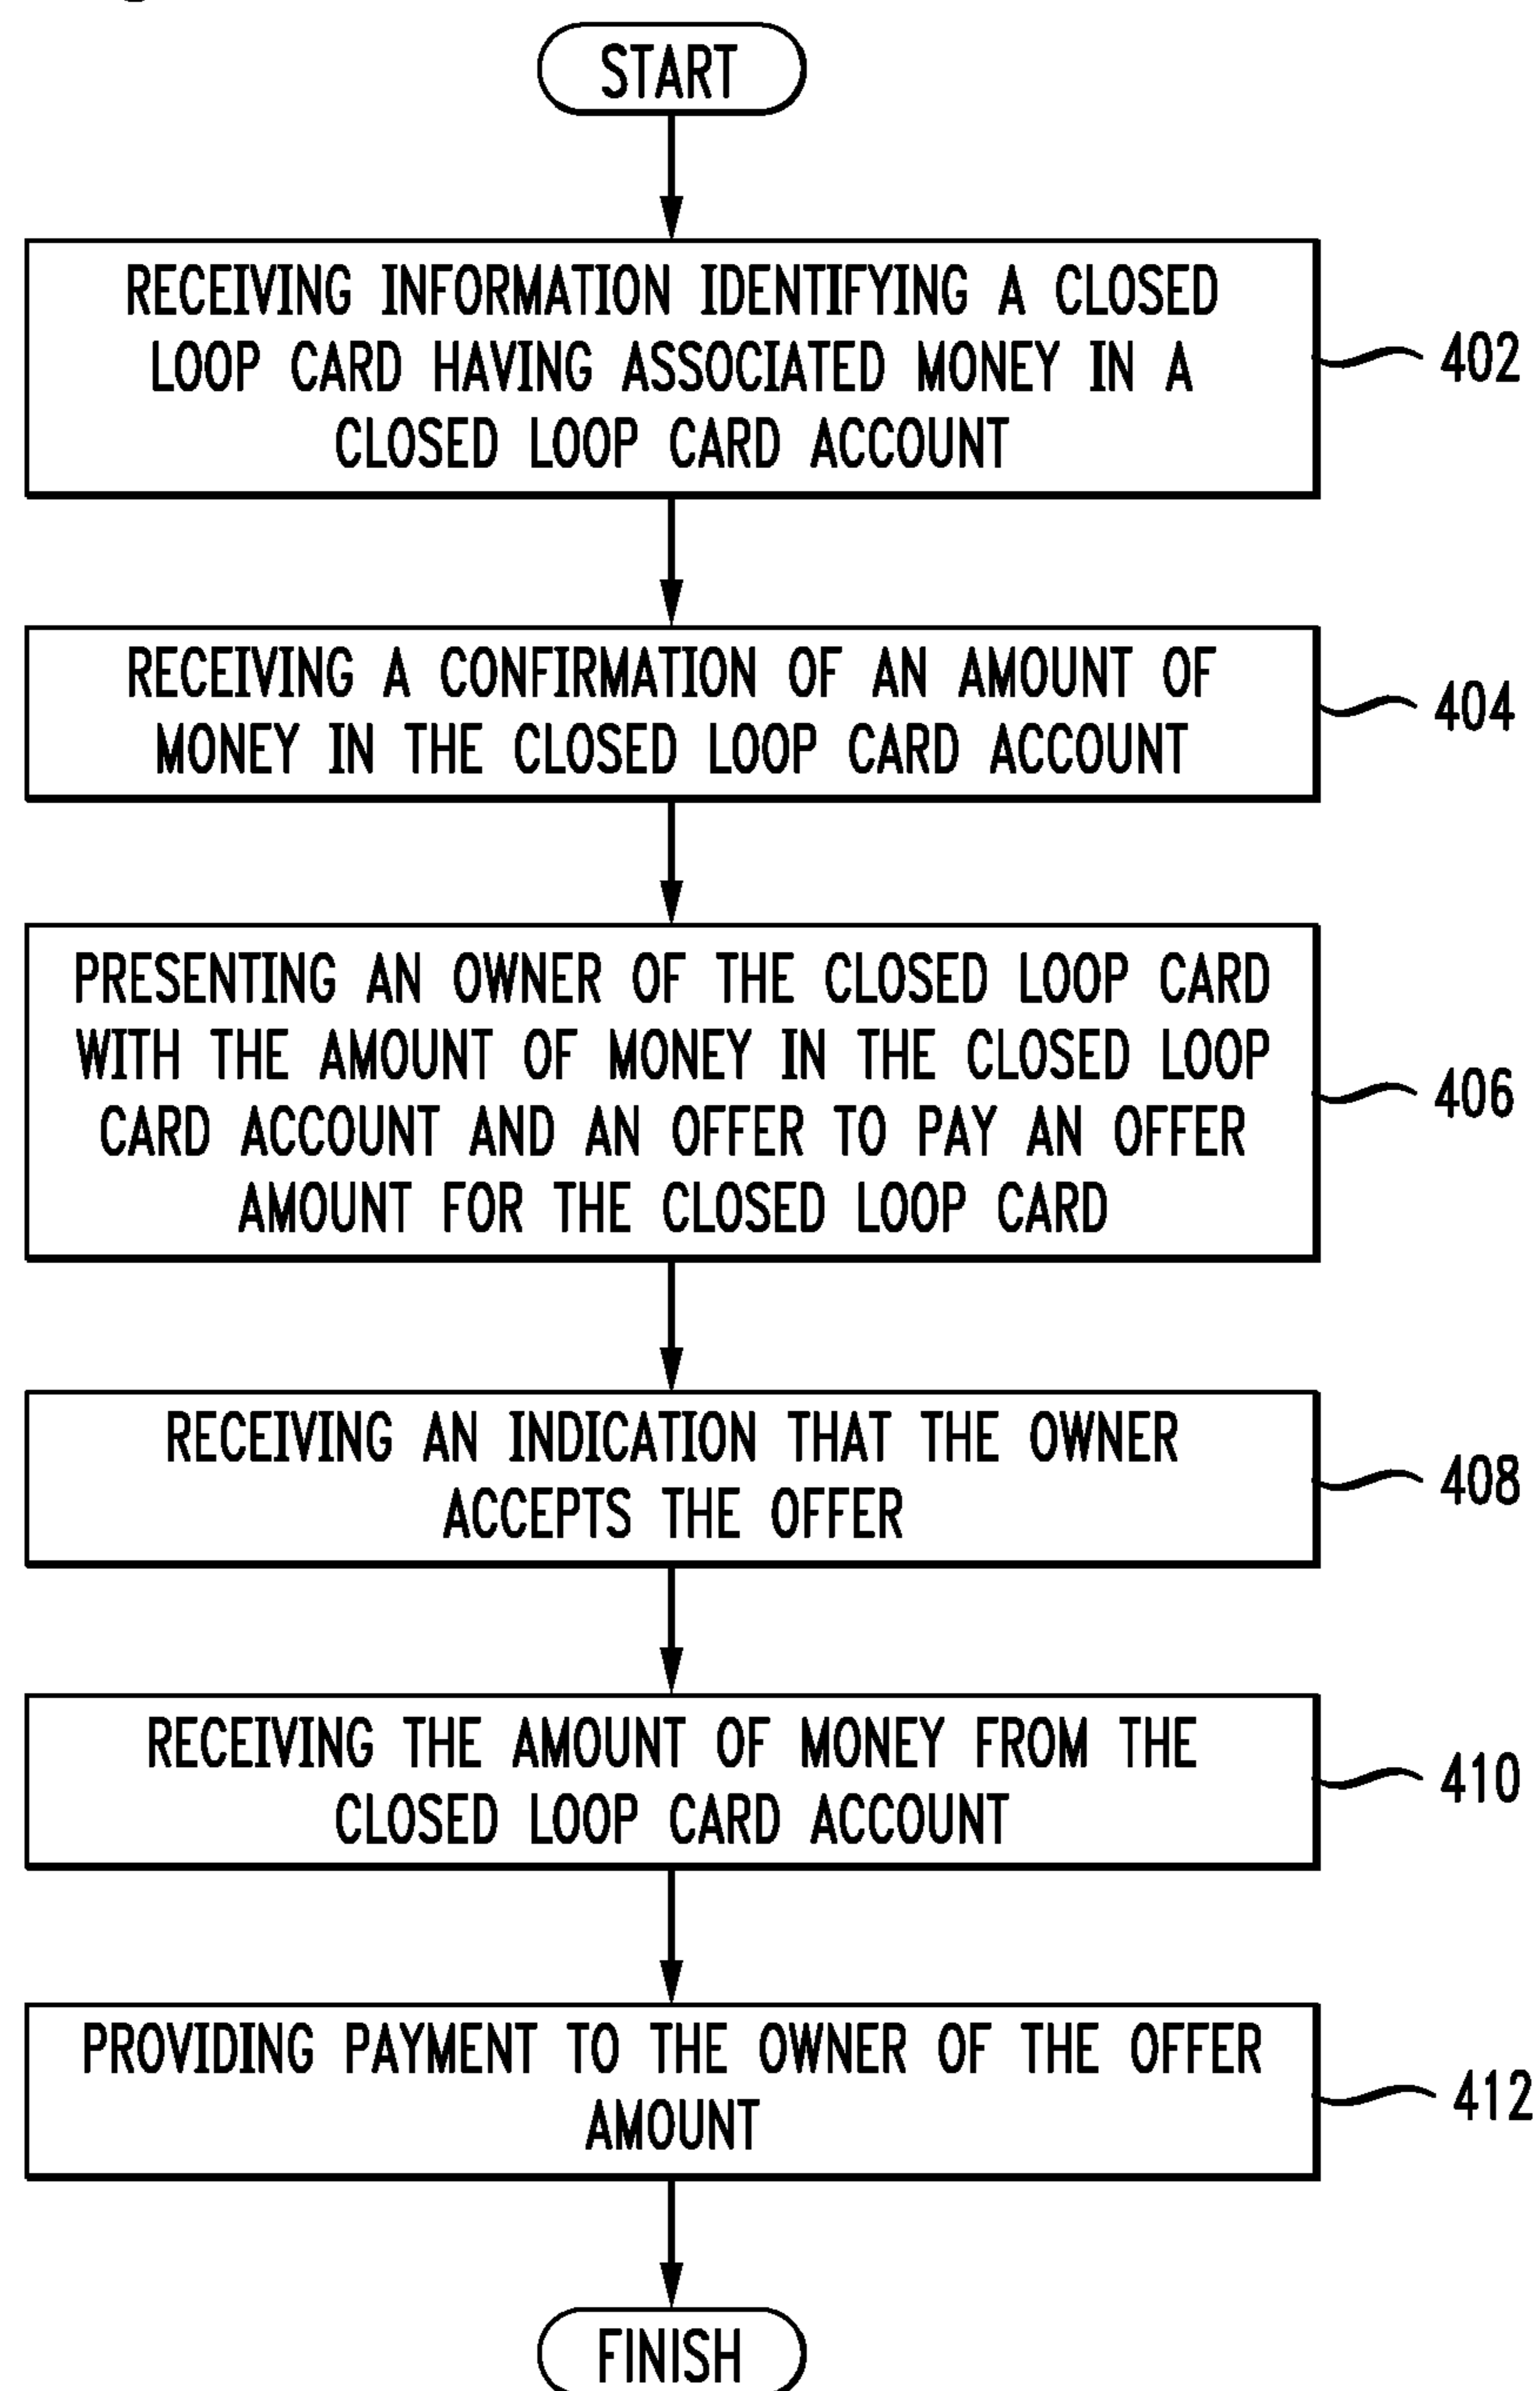 START
RECEIVING INFORMATION IDENTIFYING A CLOSED
LOOP CARD HAVING ASSOCIATED MONEY IN A
CLOSED LOOP CARD ACCOUNT
402
RECEIVING A CONFIRMATION OF AN AMOUNT OF
MONEY IN THE CLOSED LOOP CARD ACCOUNT
404
PRESENTING AN OWNER OF THE CLOSED LOOP CARD
WITH THE AMOUNT OF MONEY IN THE CLOSED LOOP
CARD ACCOUNT AND AN OFFER TO PAY AN OFFER
AMOUNT FOR THE CLOSED LOOP CARD
406
RECEIVING AN INDICATION THAT THE OWNER
ACCEPTS THE OFFER
408
RECEIVING THE AMOUNT OF MONEY FROM THE
CLOSED LOOP CARD ACCOUNT
410
PROVIDING PAYMENT TO THE OWNER OF THE OFFER
AMOUNT
412
FINISH